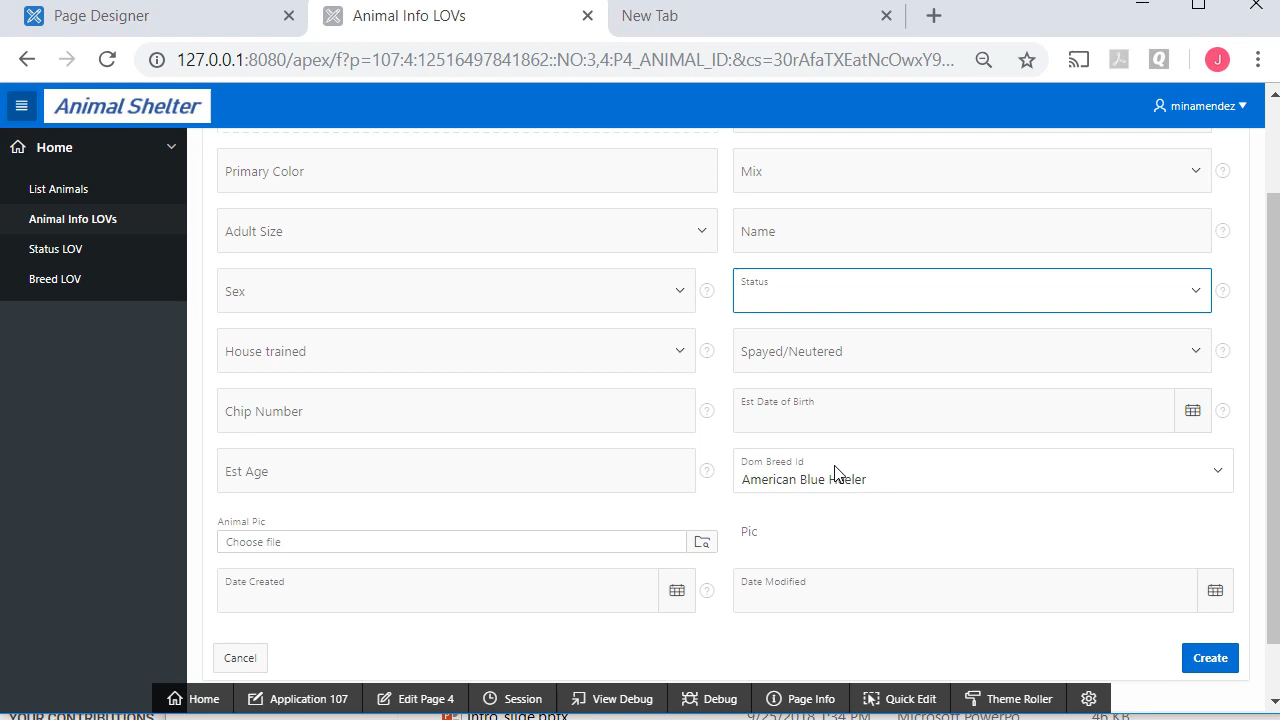 Page Designer
Animal Info LOVs
New Tab
127.0.0.1:8080/apex/f?p=107:4:12516497841862::NO:3,4:P4_ANIMAL_ID:&cs=30rAfaTXEatNcOwxY9...
J
Animal Shelter
minamendez
Home
List Animals
Animal Info LOVs
Status LOV
Breed LOV
Primary Color
Mix
Adult Size
Name
Sex
Status
House trained
Spayed/Neutered
Chip Number
Est Date of Birth
Est Age
Dom Breed Id
American Blue Heeler
Animal Pic
Choose file
Pic
Date Created
Date Modified
Cancel
Create
Home
Application 107
Edit Page 4
Session
View Debug
Debug
Page Info
Quick Edit
Theme Roller
YOUR CONTRIBUTIONS
Intro_slide.pptx
9/25/2018 1:34 PM
Microsoft PowerPo...
46 KB